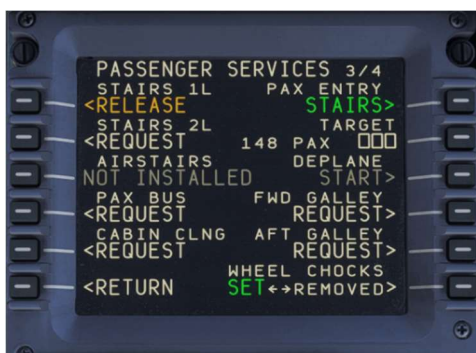 PASSENGER SERVICES 3/4
STAIRS 1L PAX ENTRY
<RELEASE STAIRS>
STAIRS 2L TARGET
<REQUEST 148 PAX □□□
AIRSTAIRS DEPLANE
NOT INSTALLED START>
PAX BUS FWD GALLEY
<REQUEST REQUEST>
CABIN CLNG AFT GALLEY
<REQUEST REQUEST>
WHEEL CHOCKS
<RETURN SET←→REMOVED>